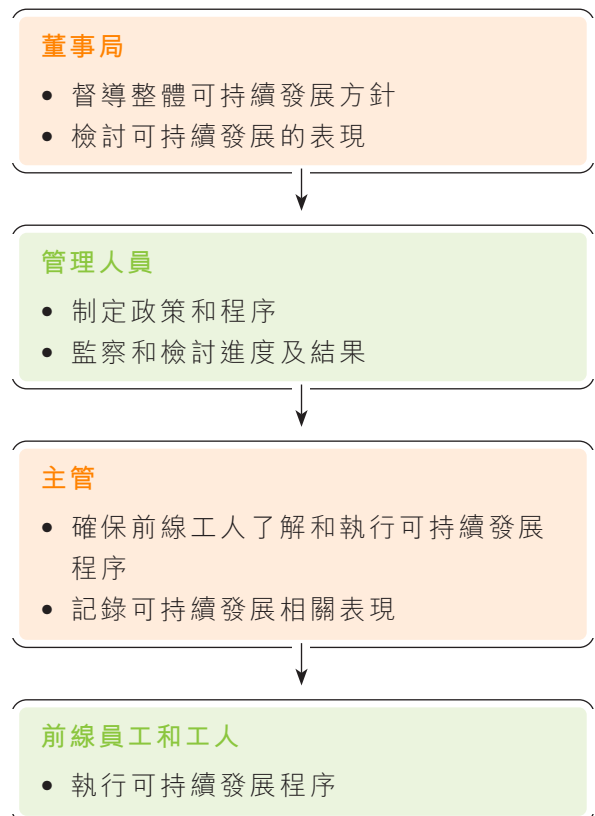 董事局
• 督導整體可持續發展方針
• 檢討可持續發展的表現
管理人員
• 制定政策和程序
• 監察和檢討進度及結果
主管
• 確保前線工人了解和執行可持續發展
程序
• 記錄可持續發展相關表現
前線員工和工人
• 執行可持續發展程序